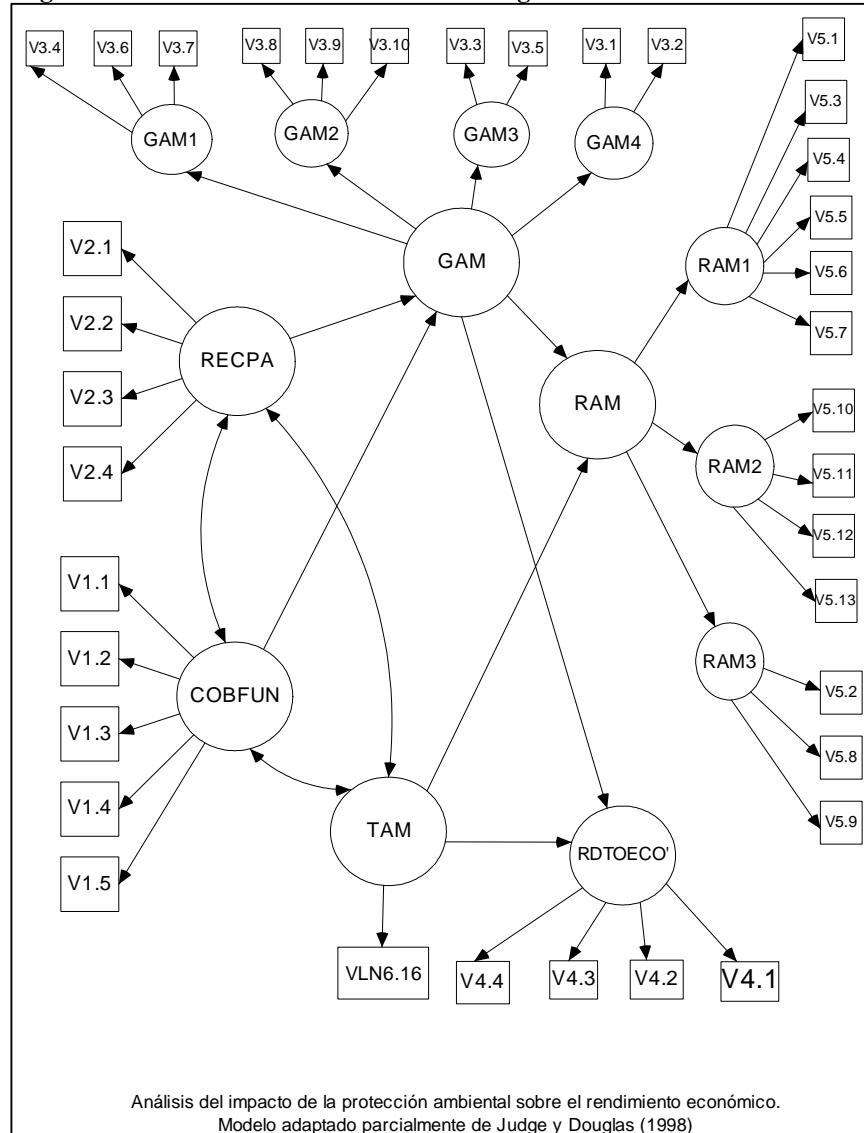 V3.4 V3.6 V3.7 V3.8 V3.9 V3.10 V3.3 V3.5 V3.1 V3.2
V5.1
V5.3
GAM1 GAM2 GAM3 GAM4
V5.4
V5.5
V2.1
GAM
RAM1
V5.6
V2.2
V5.7
RECPA
V2.3
RAM
V5.10
V2.4
RAM2
V5.11
V5.12
V1.1
V5.13
V1.2
RAM3
V5.2
COBFUN
V1.3
V5.8
V1.4
V5.9
TAM
RDTOECO'
V1.5
VLN6.16
V4.4 V4.3 V4.2 V4.1
Análisis del impacto de la protección ambiental sobre el rendimiento económico.
Modelo adaptado parcialmente de Judge y Douglas (1998)